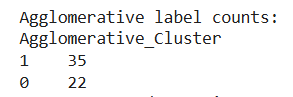 Agglomerative label counts:
Agglomerative_Cluster
1    35
0    22